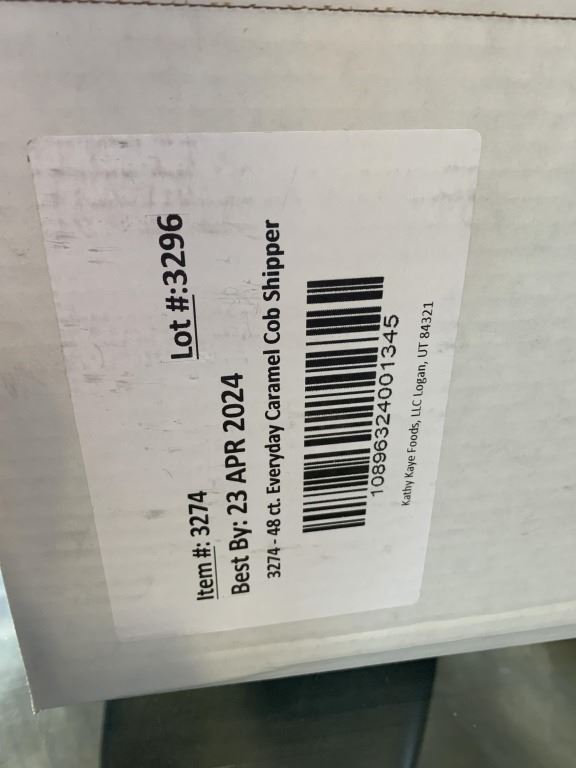 Item #: 3274 Lot #:3296
Best By: 23 APR 2024
3274 - 48 ct. Everyday Caramel Cob Shipper
10896324001345
Kathy Kaye Foods, LLC Logan, UT 84321